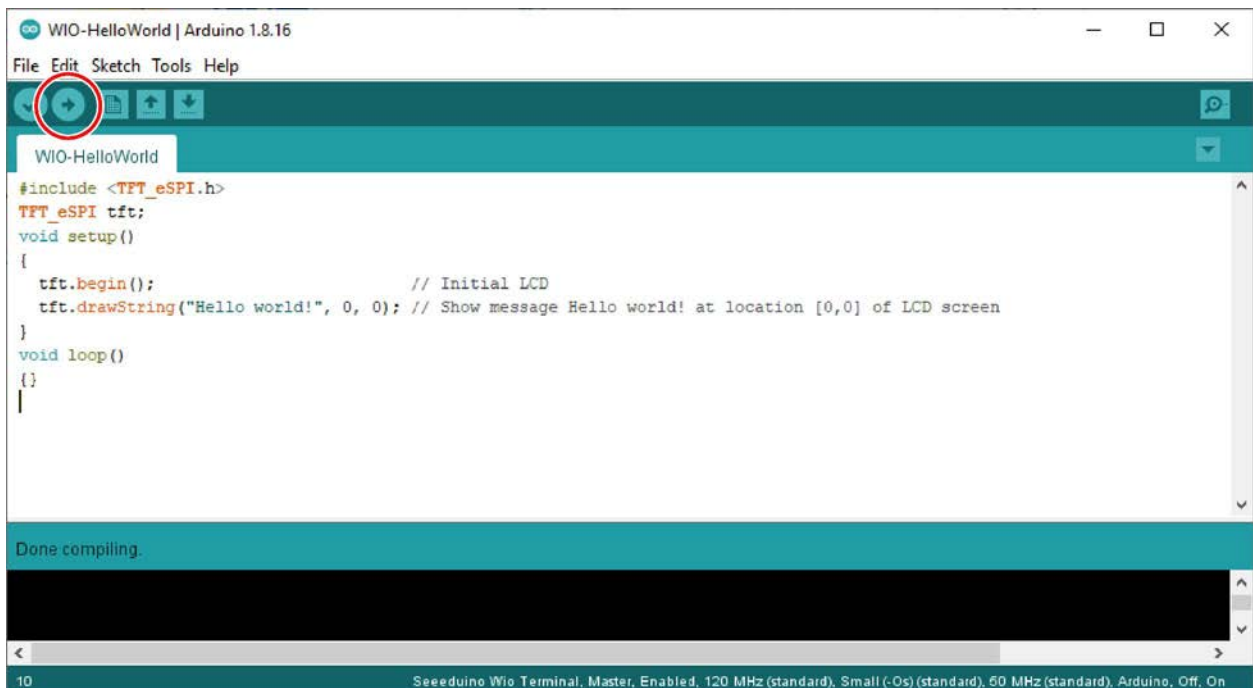 WIO-HelloWorld | Arduino 1.8.16
File Edit Sketch Tools Help
WIO-HelloWorld
#include <TFT_eSPI.h>
TFT_eSPI tft;
void setup()
{
  tft.begin();                              // Initial LCD
  tft.drawString("Hello world!", 0, 0); // Show message Hello world! at location [0,0] of LCD screen
}
void loop()
{}
Done compiling.
10 Seeeduino Wio Terminal, Master, Enabled, 120 MHz (standard), Small (-Os) (standard), 50 MHz (standard), Arduino, Off, On